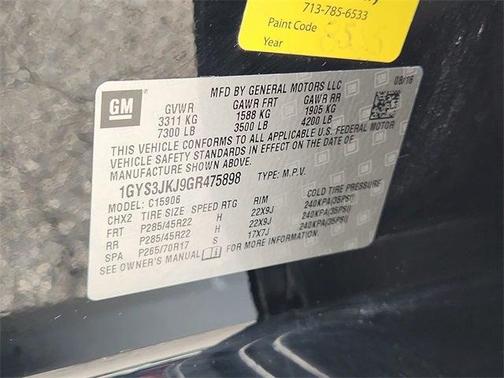 713-785-6533
Paint Code
Year
GM
MFD BY GENERAL MOTORS LLC
08/16
GVWR GAWR FRT GAWR RR
3311 KG 1588 KG 1905 KG
7300 LB 3500 LB 4200 LB
THIS VEHICLE CONFORMS TO ALL APPLICABLE U.S. FEDERAL MOTOR
VEHICLE SAFETY STANDARDS IN EFFECT ON THE DATE OF
MANUFACTURE SHOWN ABOVE.
1GYS3JKJ9GR475898 TYPE: M.P.V.
MODEL: C15906
CHX2 TIRE SIZE SPEED RTG RIM COLD TIRE PRESSURE
FRT P285/45R22 H 22X9J 240KPA(35PSI)
RR P285/45R22 H 22X9J 240KPA(35PSI)
SPA P265/70R17 S 17X7J 240KPA(35PSI)
SEE OWNER'S MANUAL FOR MORE INFORMATION.